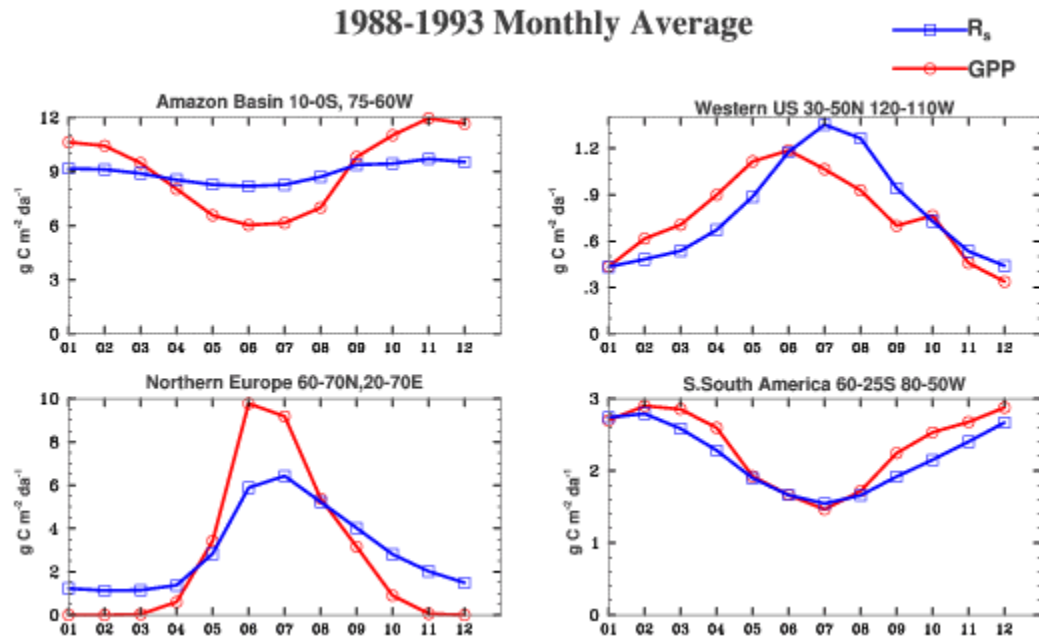 1988-1993 Monthly Average
Rs
GPP
Amazon Basin 10-0S, 75-60W
12
9
6
3
0
g C m-2 da-1
01 02 03 04 05 06 07 08 09 10 11 12
Western US 30-50N 120-110W
1.2
.9
.6
.3
0
g C m-2 da-1
01 02 03 04 05 06 07 08 09 10 11 12
Northern Europe 60-70N,20-70E
10
8
6
4
2
0
g C m-2 da-1
01 02 03 04 05 06 07 08 09 10 11 12
S.South America 60-25S 80-50W
3
2
1
0
g C m-2 da-1
01 02 03 04 05 06 07 08 09 10 11 12